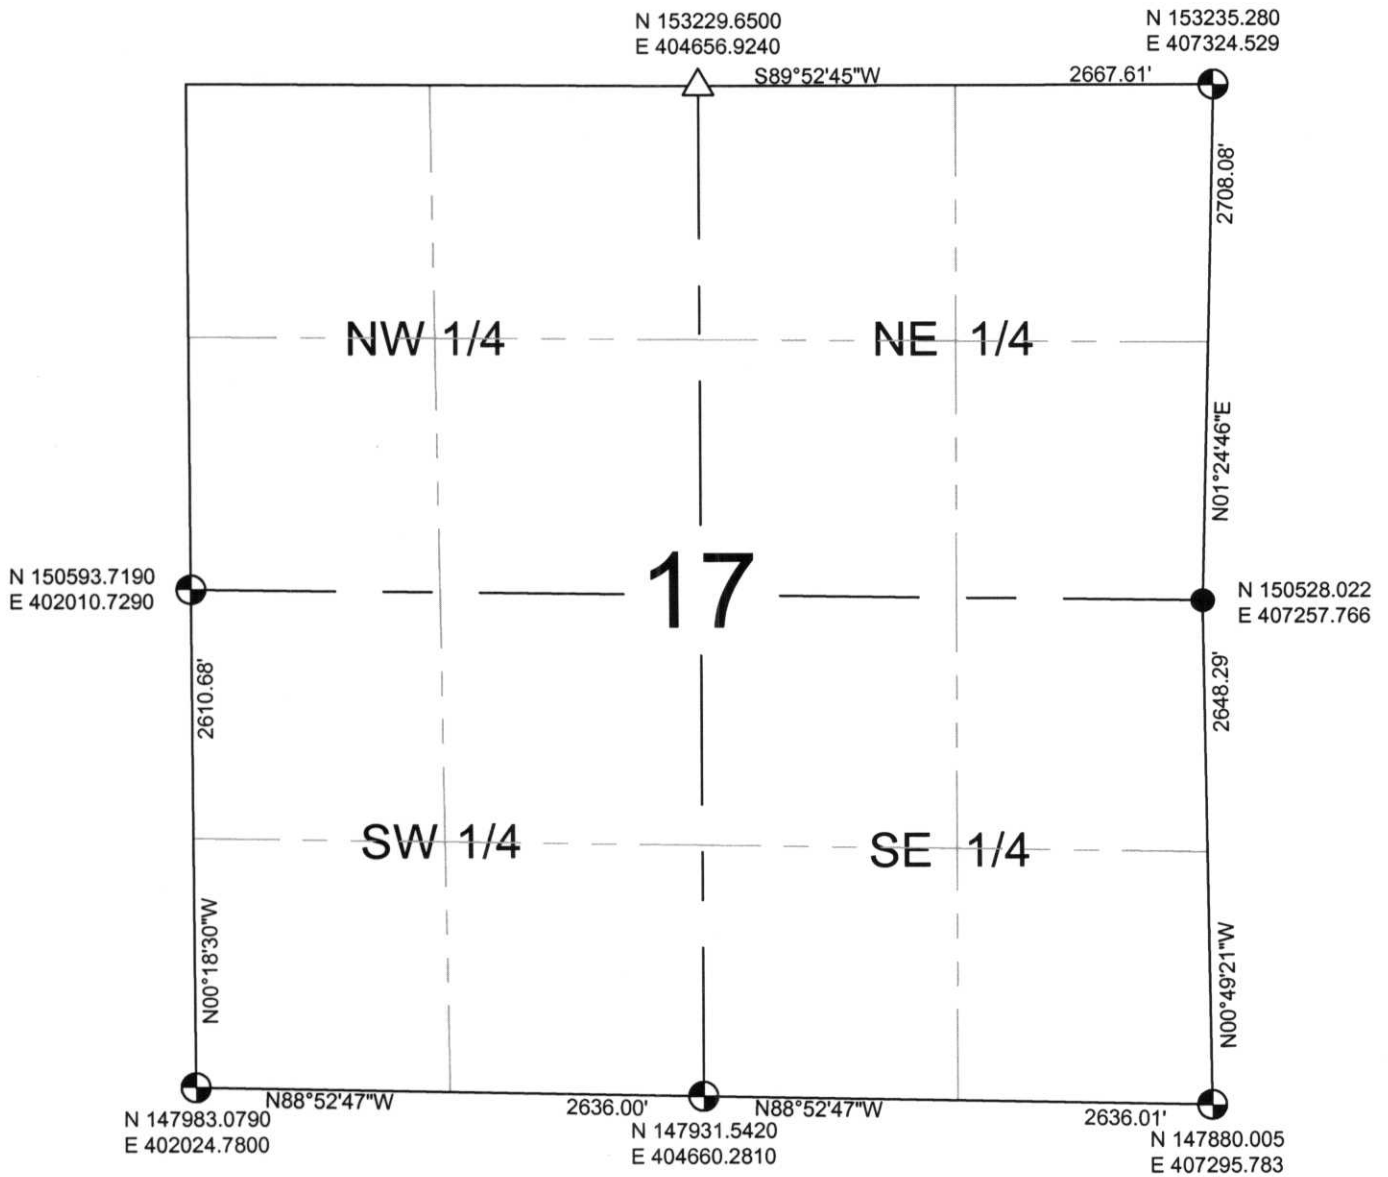 N 153229.6500
E 404656.9240
N 153235.280
E 407324.529
S89°52'45"W
2667.61'
2708.08'
NW 1/4
NE 1/4
N01°24'46"E
17
N 150593.7190
E 402010.7290
N 150528.022
E 407257.766
2610.68'
2648.29'
SW 1/4
SE 1/4
N00°18'30"W
N00°49'21"W
N88°52'47"W
2636.00'
N88°52'47"W
2636.01'
N 147983.0790
E 402024.7800
N 147931.5420
E 404660.2810
N 147880.005
E 407295.783